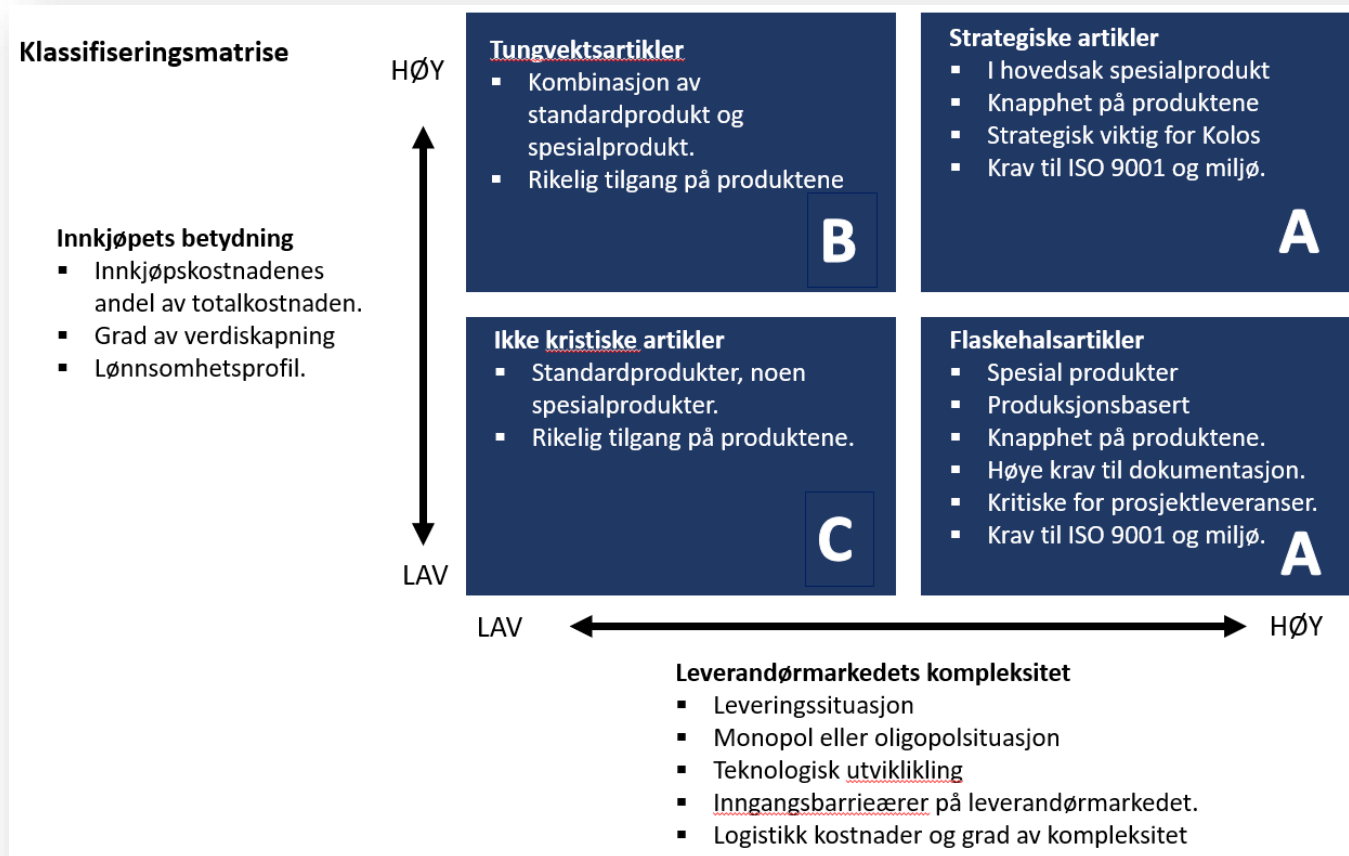 Klassifiseringsmatrise
HØY
Tungvektsartikler
▪ Kombinasjon av
standardprodukt og
spesialprodukt.
▪ Rikelig tilgang på produktene
B
Strategiske artikler
▪ I hovedsak spesialprodukt
▪ Knapphet på produktene
▪ Strategisk viktig for Kolos
▪ Krav til ISO 9001 og miljø.
A
Innkjøpets betydning
▪ Innkjøpskostnadenes
andel av totalkostnaden.
▪ Grad av verdiskapning
▪ Lønnsomhetsprofil.
Ikke kristiske artikler
▪ Standardprodukter, noen
spesialprodukter.
▪ Rikelig tilgang på produktene.
C
Flaskehalsartikler
▪ Spesial produkter
▪ Produksjonsbasert
▪ Knapphet på produktene.
▪ Høye krav til dokumentasjon.
▪ Kritiske for prosjektleveranser.
▪ Krav til ISO 9001 og miljø.
A
LAV
LAV
HØY
Leverandørmarkedets kompleksitet
▪ Leveringssituasjon
▪ Monopol eller oligopolsituasjon
▪ Teknologisk utviklikling
▪ Inngangsbarrieærer på leverandørmarkedet.
▪ Logistikk kostnader og grad av kompleksitet